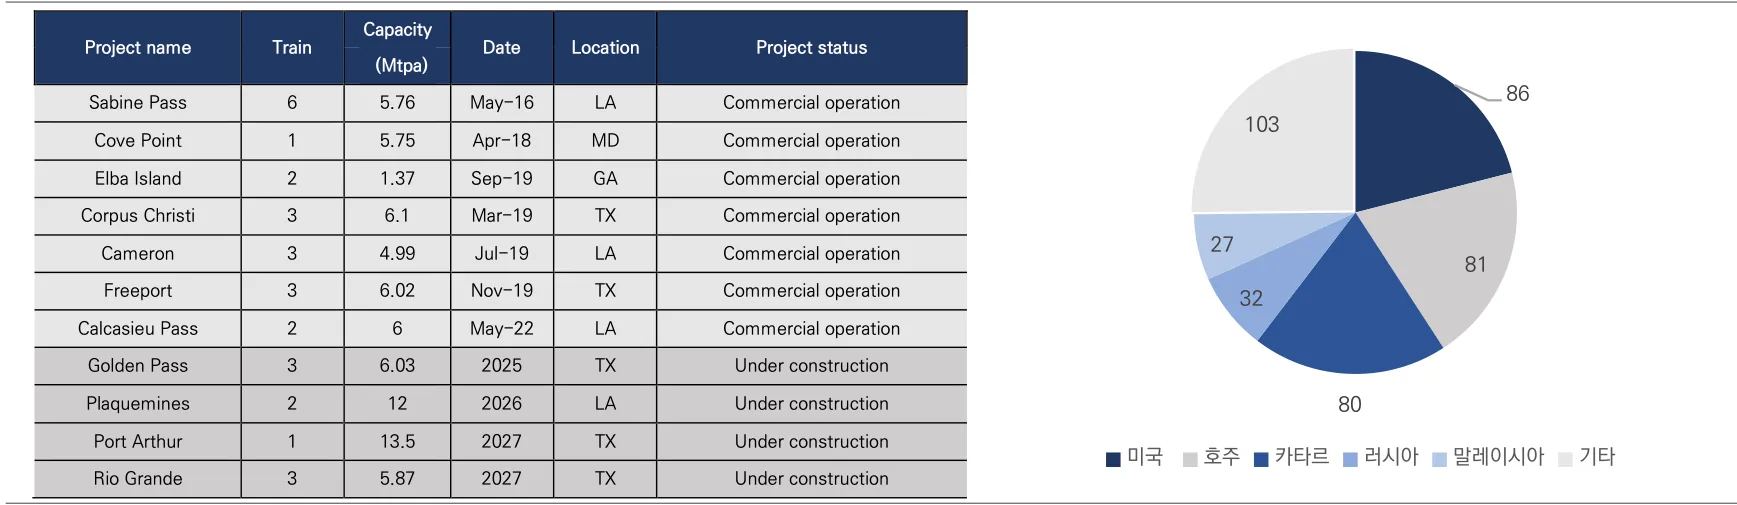 Project name Train Capacity (Mtpa) Date Location Project status
Sabine Pass 6 5.76 May-16 LA Commercial operation
Cove Point 1 5.75 Apr-18 MD Commercial operation
Elba Island 2 1.37 Sep-19 GA Commercial operation
Corpus Christi 3 6.1 Mar-19 TX Commercial operation
Cameron 3 4.99 Jul-19 LA Commercial operation
Freeport 3 6.02 Nov-19 TX Commercial operation
Calcasieu Pass 2 6 May-22 LA Commercial operation
Golden Pass 3 6.03 2025 TX Under construction
Plaquemines 2 12 2026 LA Under construction
Port Arthur 1 13.5 2027 TX Under construction
Rio Grande 3 5.87 2027 TX Under construction
86
103
27
81
32
80
미국 호주 카타르 러시아 말레이시아 기타